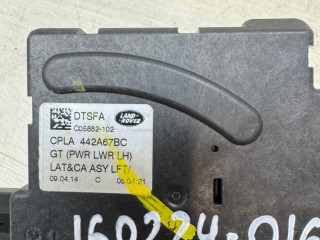 DTSFA
LAND ROVER
C05882-102
CPLA 442A67BC
GT (PWR LWR LH)
LAT&CA ASY LFT/
09.04.14 C 05:04:21
160224-016